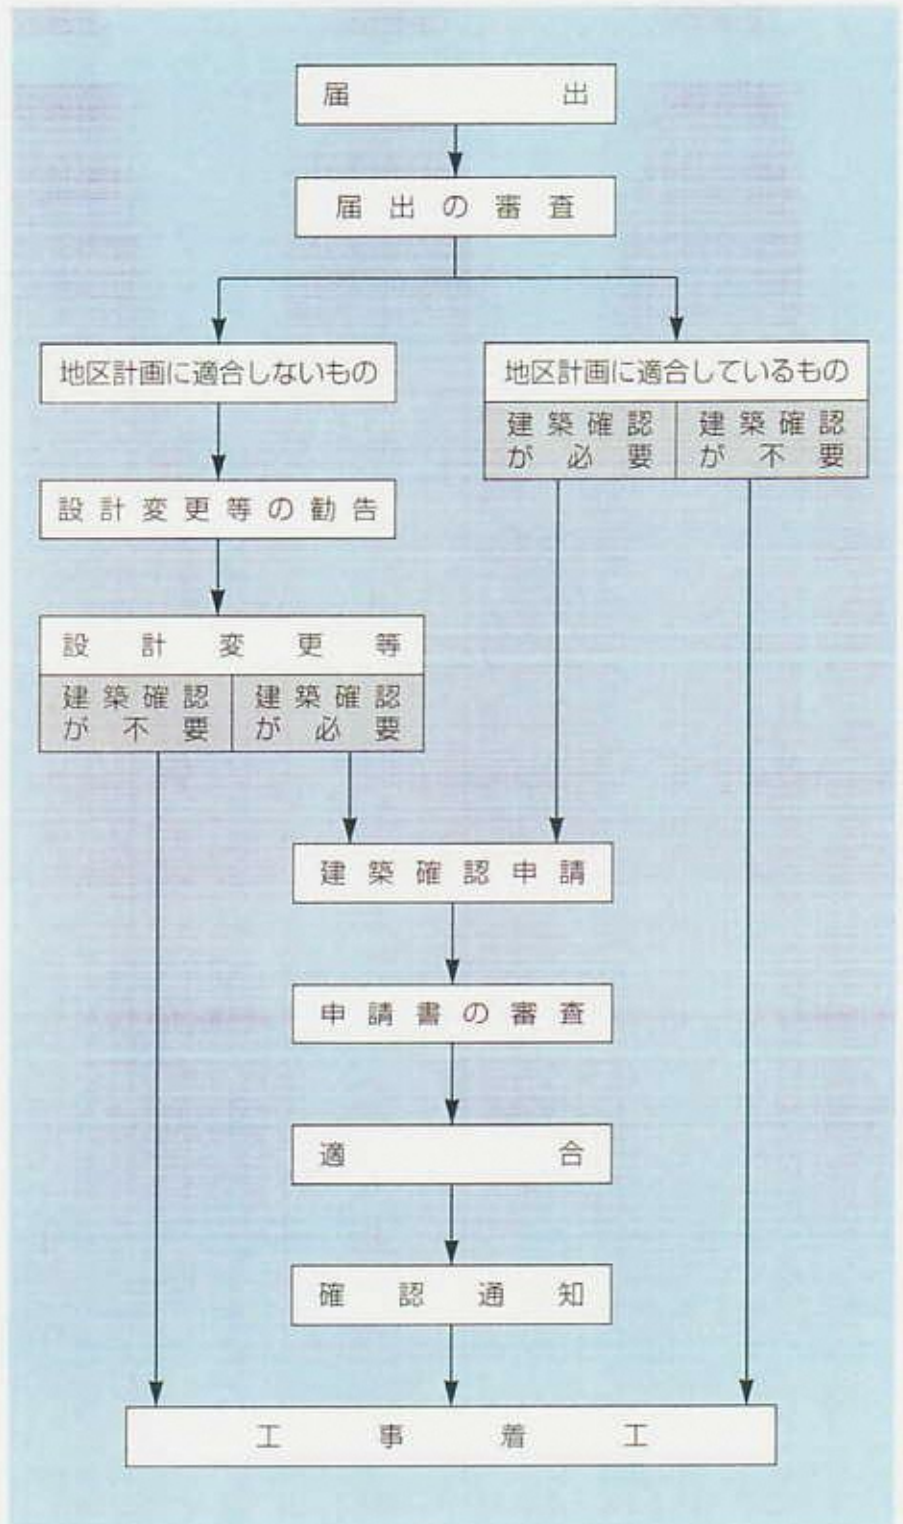 届出
届出の審査
地区計画に適合しないもの
地区計画に適合しているもの
建築確認
が必要
建築確認
が不要
設計変更等の勧告
設計変更等
建築確認
が不要
建築確認
が必要
建築確認申請
申請書の審査
適合
確認通知
工事着工